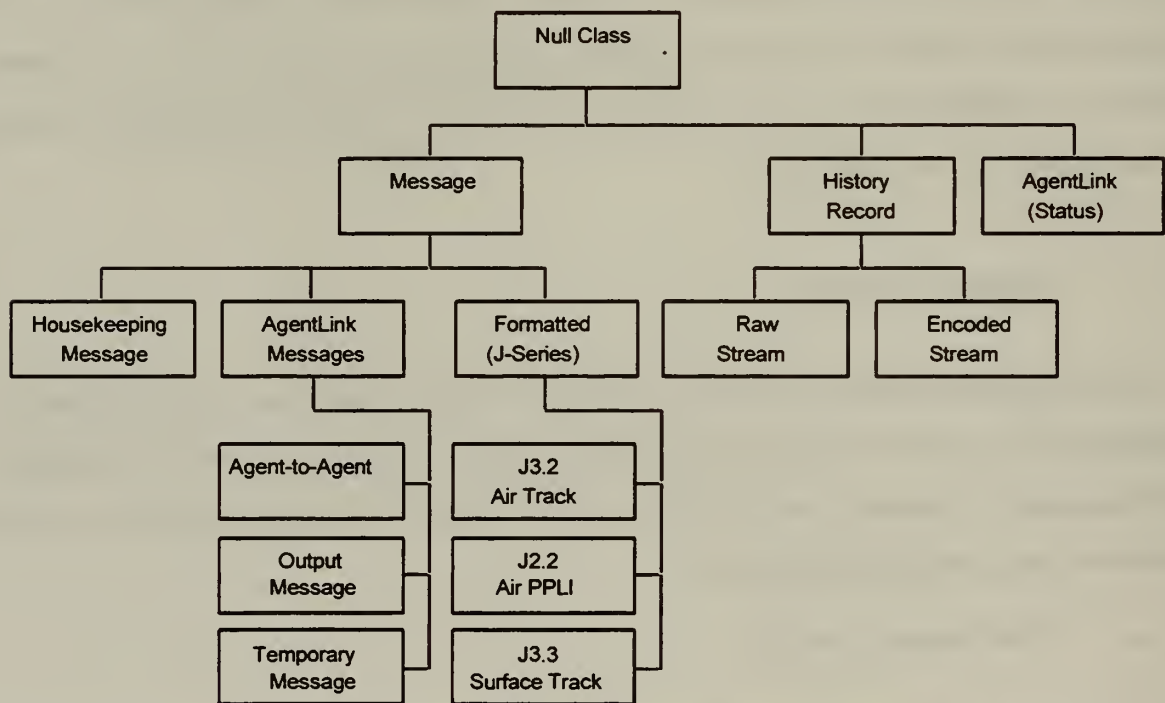 Null Class
Message
History
Record
AgentLink
(Status)
Housekeeping
Message
AgentLink
Messages
Formatted
(J-Series)
Raw
Stream
Encoded
Stream
Agent-to-Agent
Output
Message
Temporary
Message
J3.2
Air Track
J2.2
Air PPLI
J3.3
Surface Track